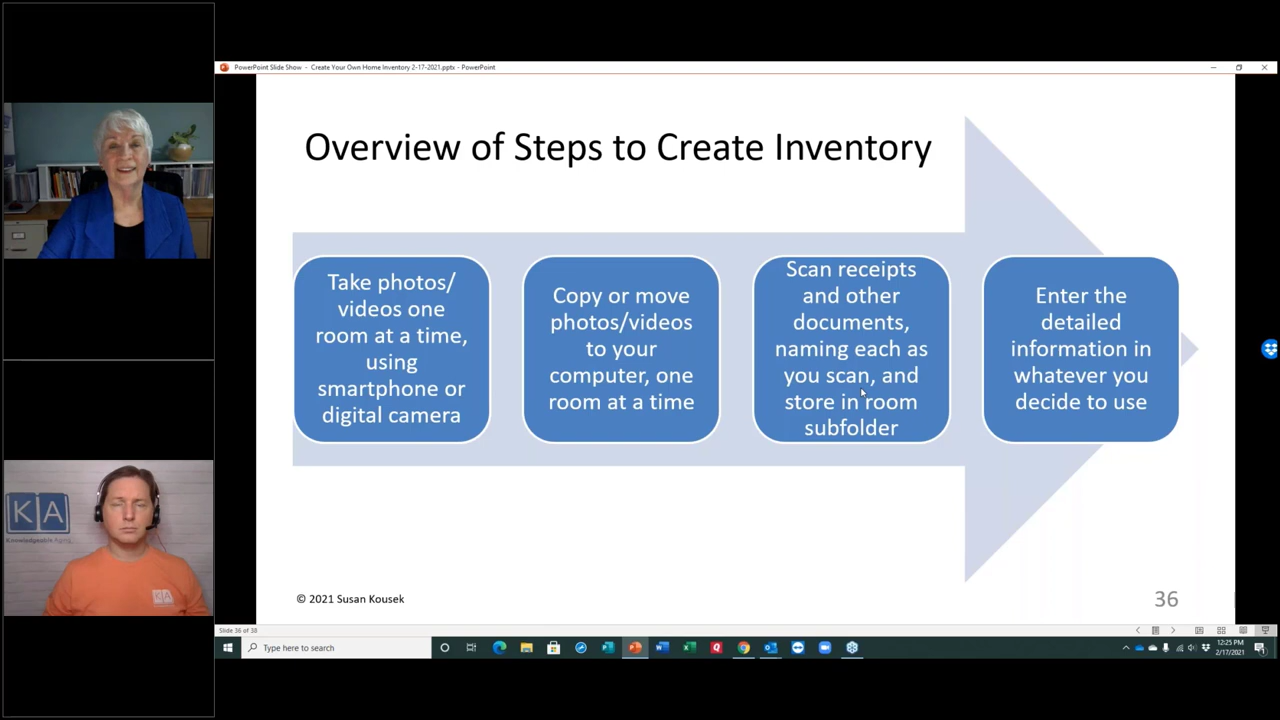 PowerPoint Slide Show - Create Your Own Home Inventory 2-17-2021.pptx - PowerPoint
Overview of Steps to Create Inventory
Take photos/
videos one
room at a time,
using
smartphone or
digital camera
Copy or move
photos/videos
to your
computer, one
room at a time
Scan receipts
and other
documents,
naming each as
you scan, and
store in room
subfolder
Enter the
detailed
information in
whatever you
decide to use
KA
Knowledgeable Aging
KA
© 2021 Susan Kousek
36
Slide 36 of 38
Type here to search
12:25 PM
2/17/2021